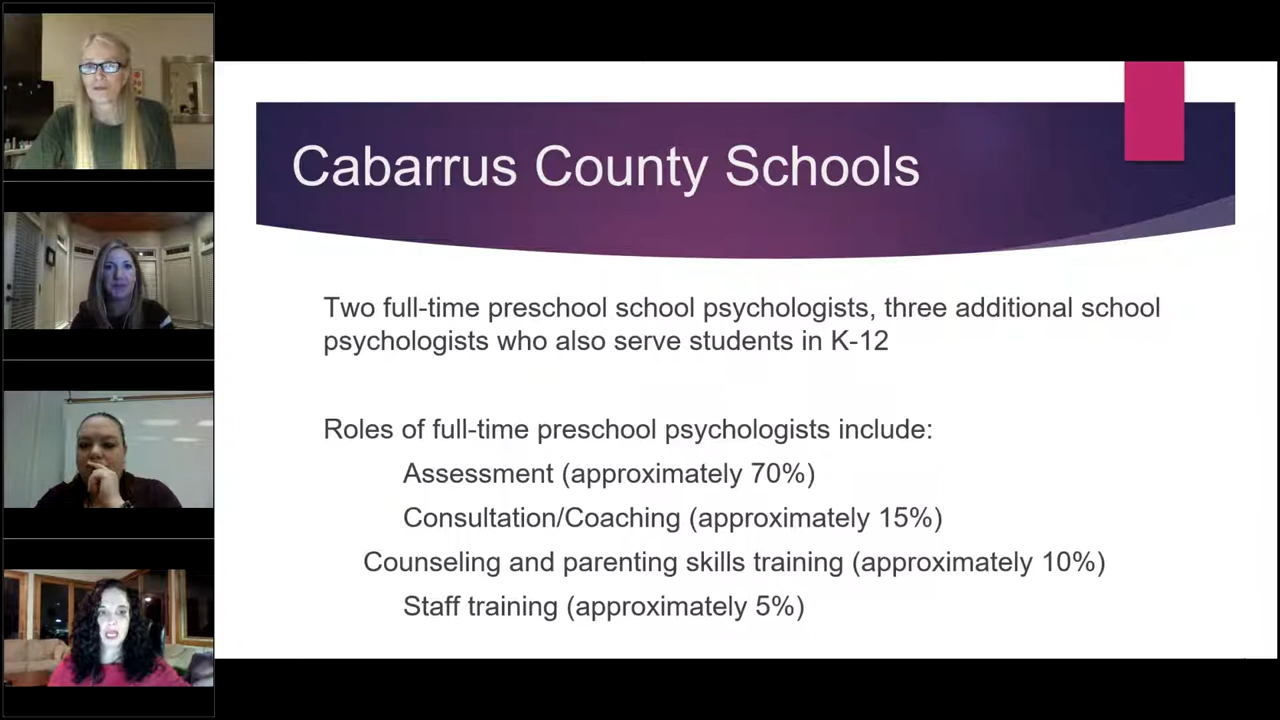 Cabarrus County Schools
Two full-time preschool school psychologists, three additional school
psychologists who also serve students in K-12
Roles of full-time preschool psychologists include:
Assessment (approximately 70%)
Consultation/Coaching (approximately 15%)
Counseling and parenting skills training (approximately 10%)
Staff training (approximately 5%)